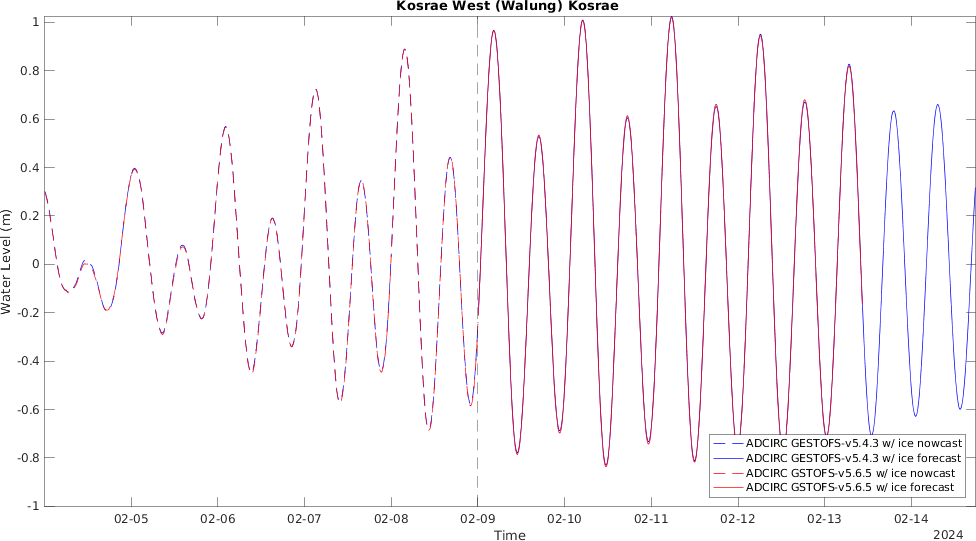 Kosrae West (Walung) Kosrae
1
0.8
0.6
0.4
0.2
0
-0.2
-0.4
-0.6
-0.8
-1
Water Level (m)
ADCIRC GESTOFS-v5.4.3 w/ ice nowcast
ADCIRC GESTOFS-v5.4.3 w/ ice forecast
ADCIRC GSTOFS-v5.6.5 w/ ice nowcast
ADCIRC GSTOFS-v5.6.5 w/ ice forecast
02-05 02-06 02-07 02-08 02-09 02-10 02-11 02-12 02-13 02-14
Time 2024